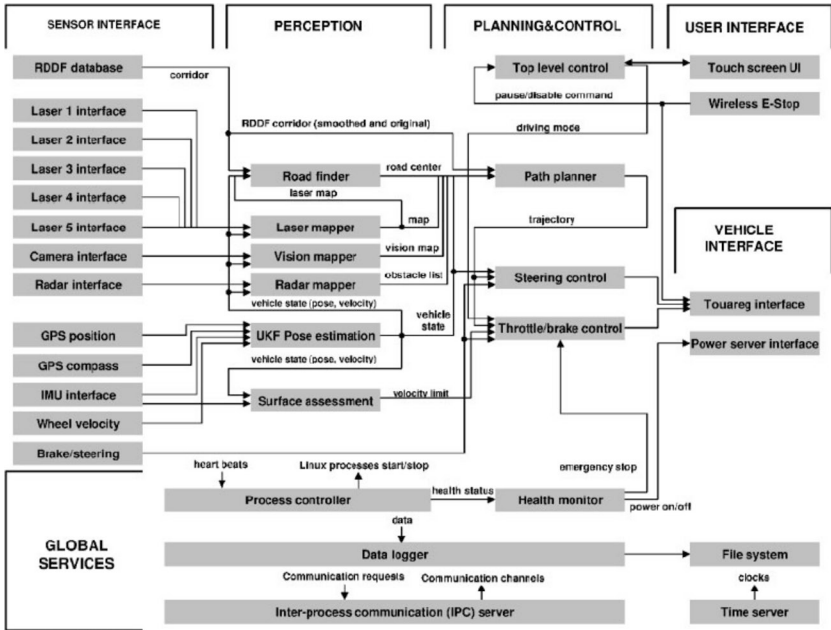 SENSOR INTERFACE
PERCEPTION
PLANNING&CONTROL
USER INTERFACE
RDDF database
corridor
Top level control
Touch screen UI
pause/disable command
Wireless E-Stop
Laser 1 interface
RDDF corridor (smoothed and original)
driving mode
Laser 2 interface
Laser 3 interface
Road finder
road center
Path planner
laser map
Laser 4 interface
Laser 5 interface
Laser mapper
map
trajectory
VEHICLE
INTERFACE
Camera interface
Vision mapper
vision map
Radar interface
Radar mapper
obstacle list
Steering control
vehicle state (pose, velocity)
vehicle
state
Touareg interface
GPS position
UKF Pose estimation
Throttle/brake control
Power server interface
vehicle state (pose, velocity)
GPS compass
IMU interface
Surface assessment
velocity limit
Wheel velocity
Brake/steering
heart beats
Linux processes start/stop
emergency stop
Process controller
health status
Health monitor
power on/off
data
GLOBAL
SERVICES
Data logger
File system
Communication requests
Communication channels
clocks
Inter-process communication (IPC) server
Time server